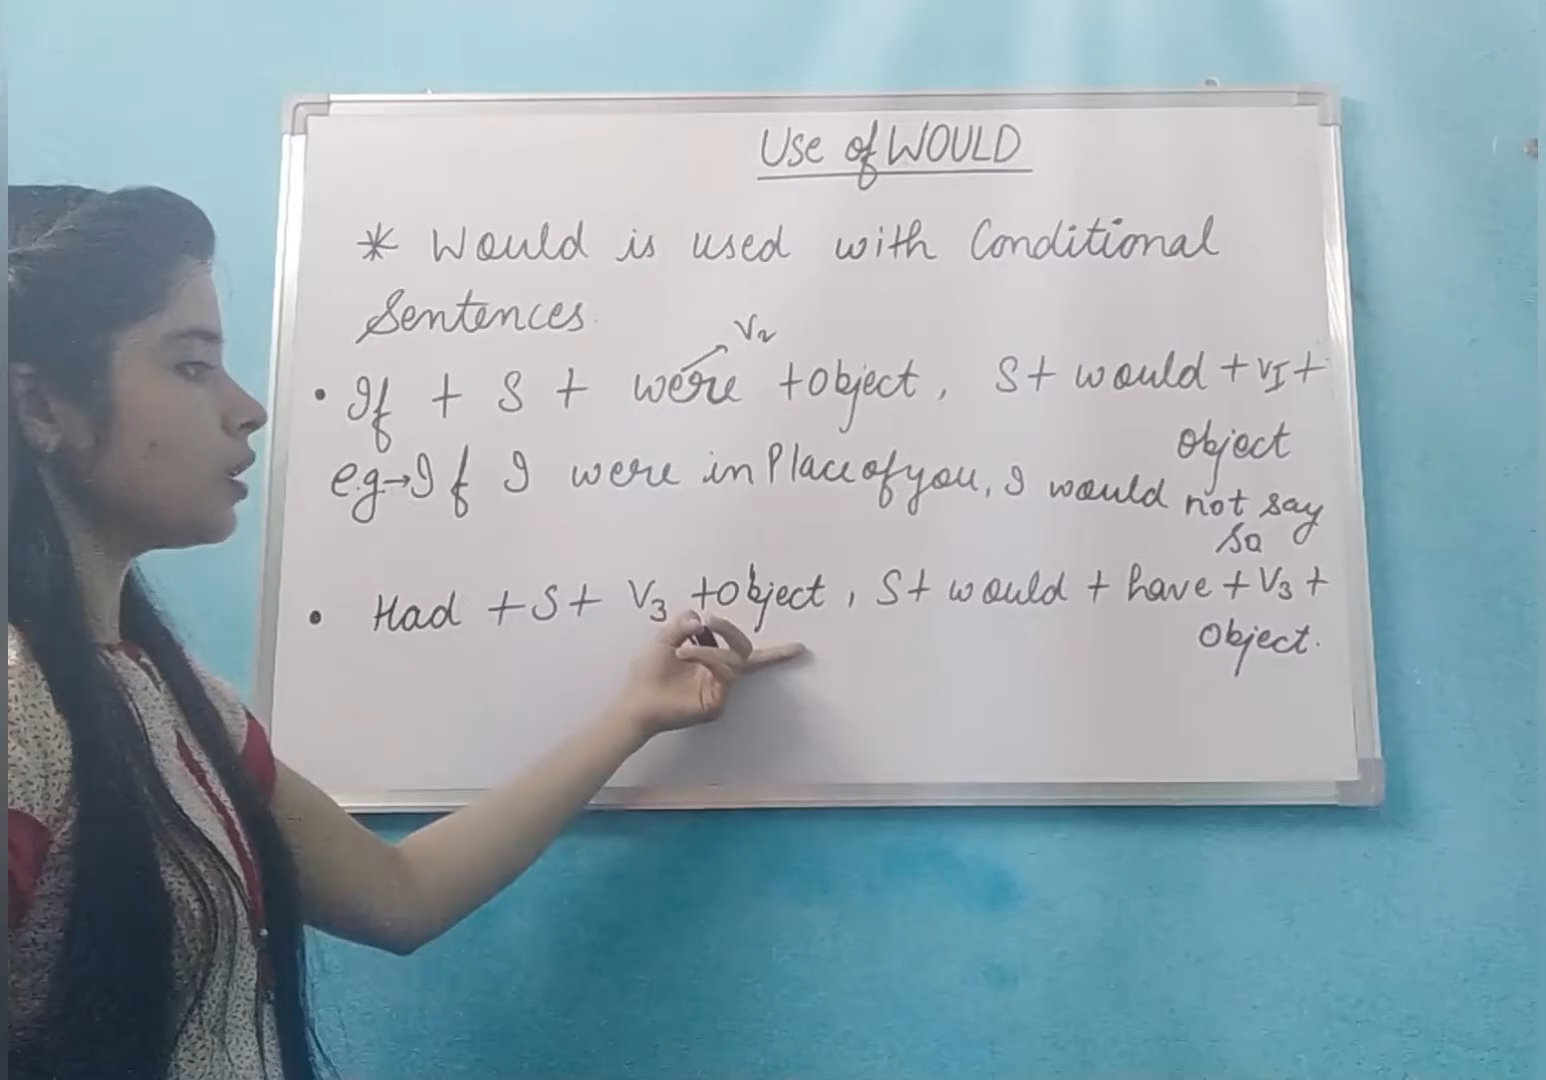 Use of WOULD
* Would is used with Conditional
Sentences.
V2
• If + S + were + Object, S + would + VI +
Object
e.g→ If I were in Place of you, I would not say
so
• Had + S + V3 + Object, S + would + have + V3 +
Object.